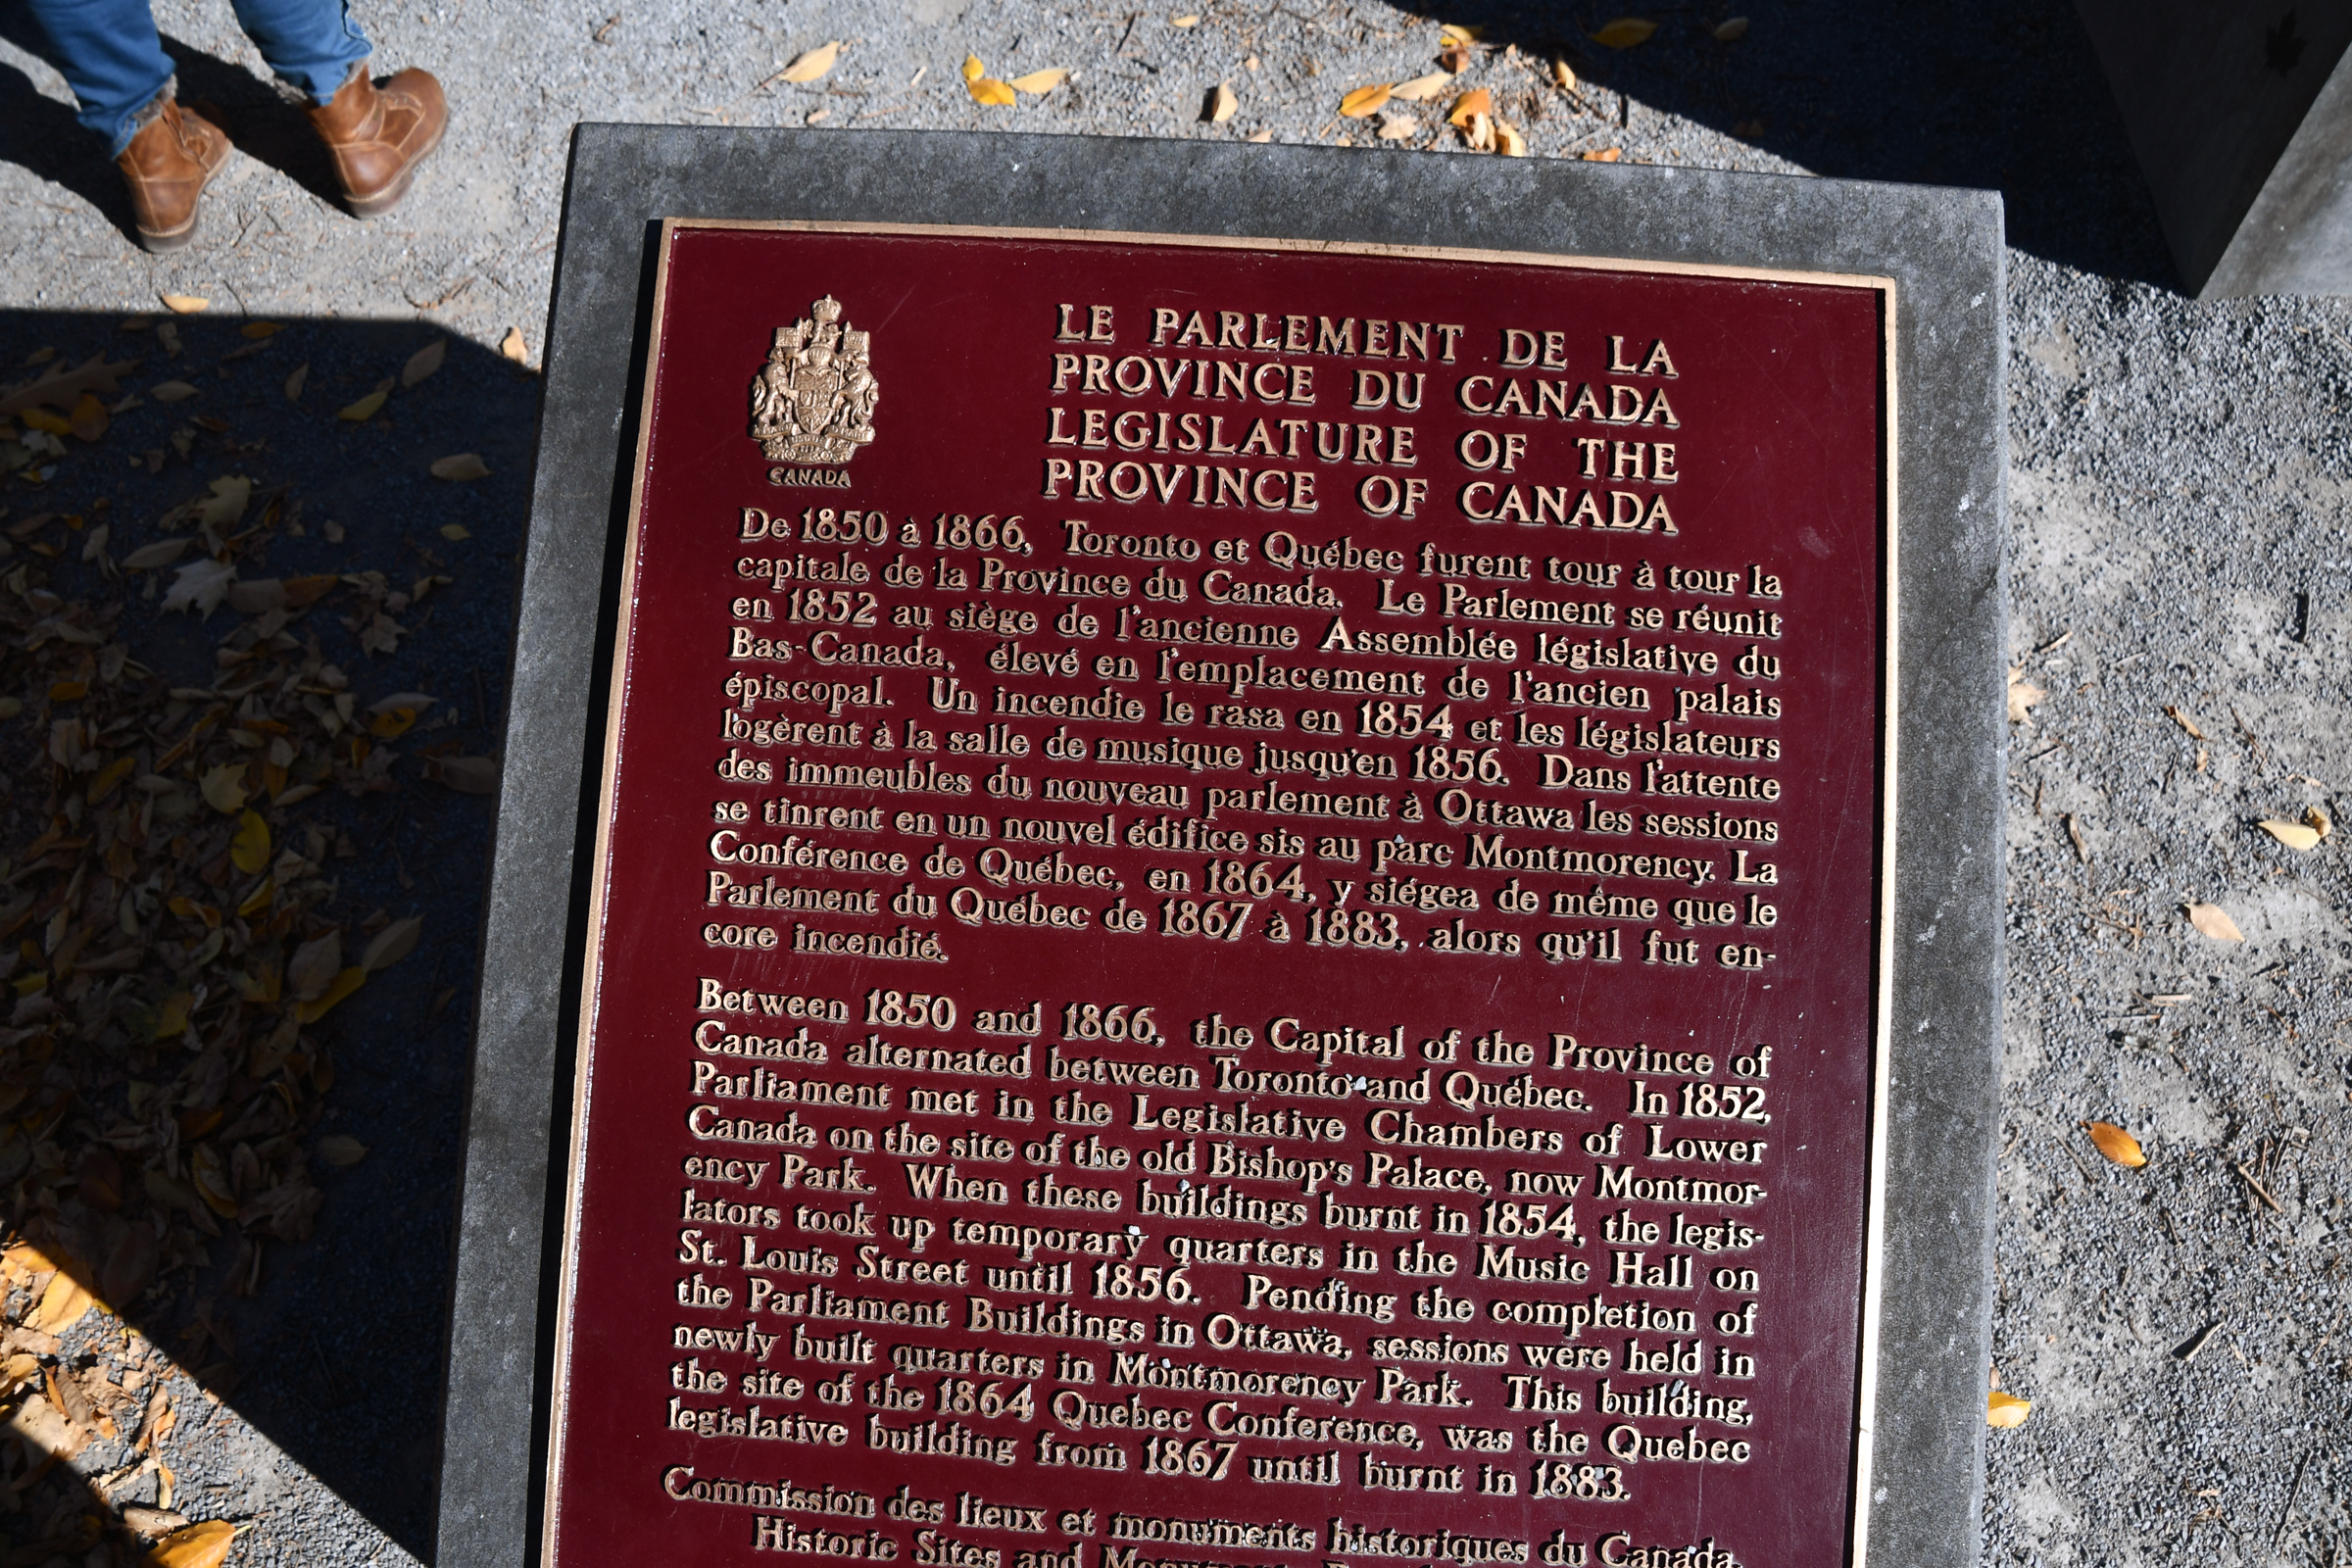 CANADA
LE PARLEMENT DE LA
PROVINCE DU CANADA
LEGISLATURE OF THE
PROVINCE OF CANADA
De 1850 à 1866, Toronto et Québec furent tour à tour la
capitale de la Province du Canada. Le Parlement se réunit
en 1852 au siège de l'ancienne Assemblée législative du
Bas-Canada, élevé en l'emplacement de l'ancien palais
épiscopal. Un incendie le rasa en 1854 et les législateurs
logèrent à la salle de musique jusqu'en 1856. Dans l'attente
des immeubles du nouveau parlement à Ottawa les sessions
se tinrent en un nouvel édifice sis au parc Montmorency. La
Conférence de Québec, en 1864, y siégea de même que le
Parlement du Québec de 1867 à 1883, alors qu'il fut en-
core incendié.
Between 1850 and 1866, the Capital of the Province of
Canada alternated between Toronto and Québec. In 1852,
Parliament met in the Legislative Chambers of Lower
Canada on the site of the old Bishop's Palace, now Montmor-
ency Park. When these buildings burnt in 1854, the legis-
lators took up temporary quarters in the Music Hall on
St. Louis Street until 1856. Pending the completion of
the Parliament Buildings in Ottawa, sessions were held in
newly built quarters in Montmorency Park. This building,
the site of the 1864 Quebec Conference, was the Quebec
legislative building from 1867 until burnt in 1883.
Commission des lieux et monuments historiques du Canada.
Historic Sites and